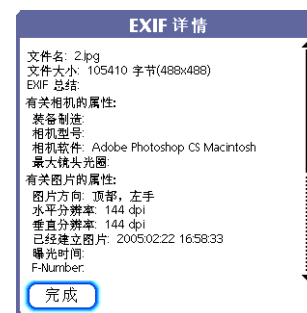 EXIF 详情
文件名: 2.jpg
文件大小: 105410 字节(488x488)
EXIF 总结:
有关相机的属性:
装备制造:
相机型号:
相机软件: Adobe Photoshop CS Macintosh
最大镜头光圈:
有关图片的属性:
图片方向: 顶部，左手
水平分辨率: 144 dpi
垂直分辨率: 144 dpi
已经建立图片: 2005:02:22 16:58:33
曝光时间:
F-Number:
完成